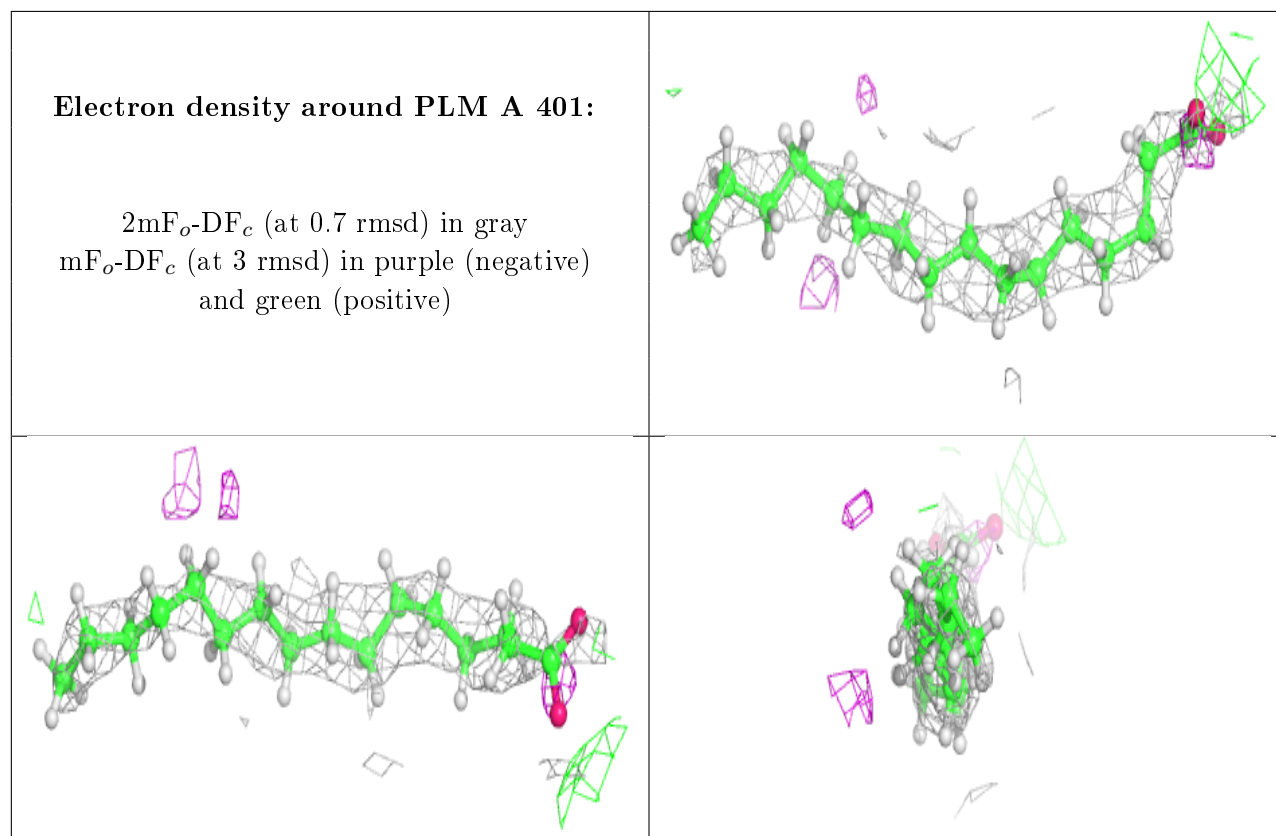 Electron density around PLM A 401:
2mFₒ-DF𝒸 (at 0.7 rmsd) in gray
mFₒ-DF𝒸 (at 3 rmsd) in purple (negative)
and green (positive)